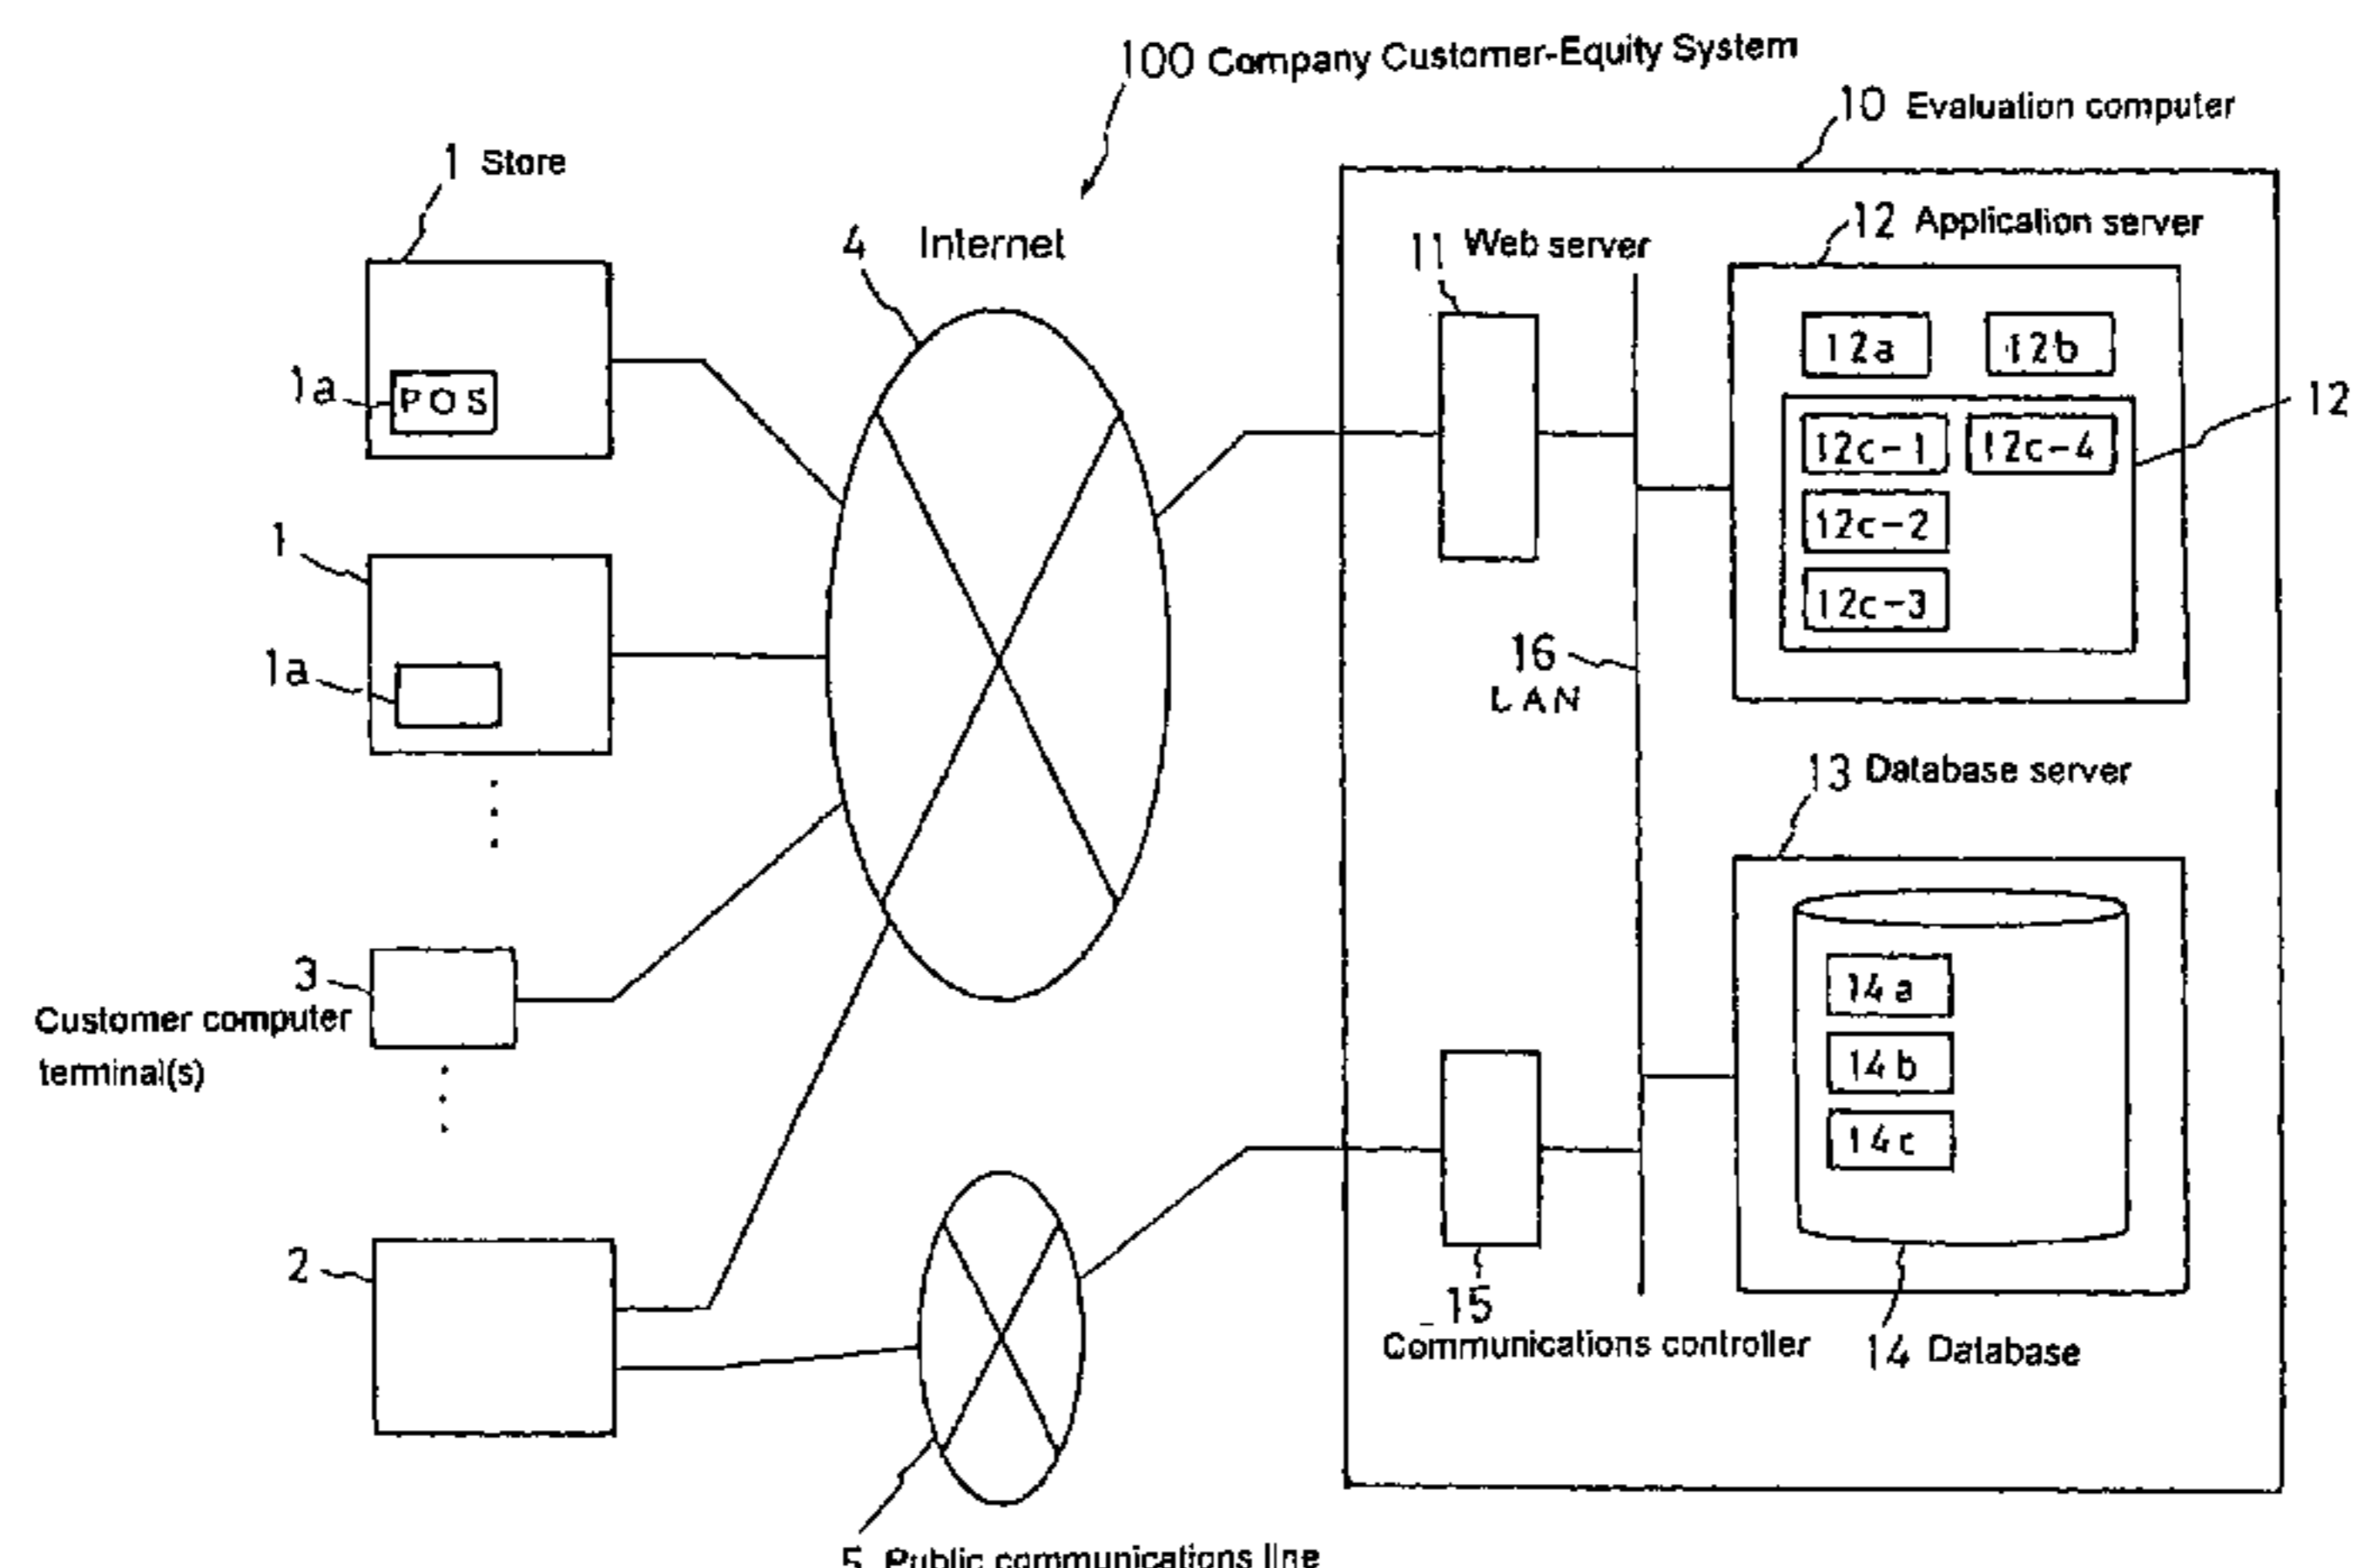 100 Company Customer-Equity System
10 Evaluation computer
1 Store
12 Application server
4 Internet
11 Web server
12a 12b
1a POS
12
12c-1 12c-4
12c-2
1
12c-3
1a
16
LAN
13 Database server
3
Customer computer
terminal(s)
14a
14b
14c
2
15
Communications controller
14 Database
5 Public communications line